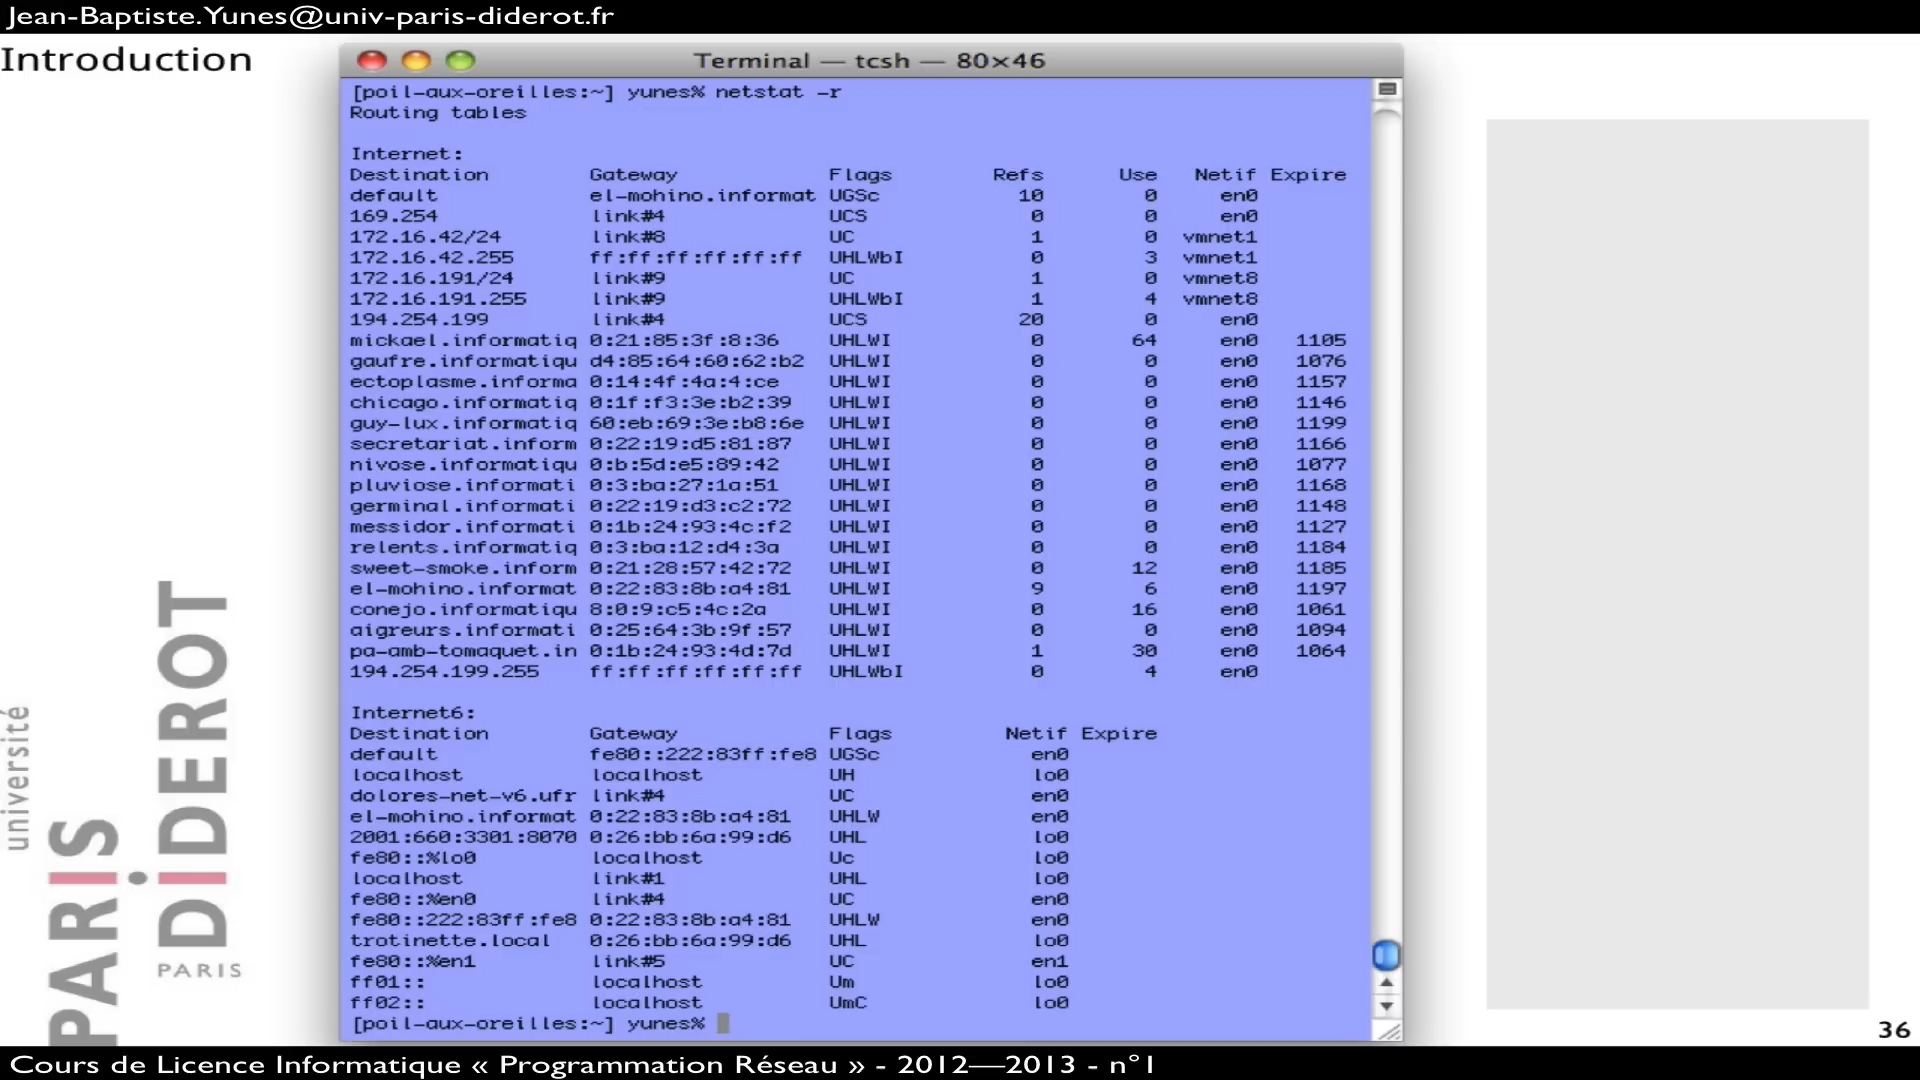 Jean-Baptiste.Yunes@univ-paris-diderot.fr
Introduction
Terminal — tcsh — 80×46
[poil-aux-oreilles:~] yunes% netstat -r
Routing tables
Internet:
Destination Gateway Flags Refs Use Netif Expire
default el-mohino.informat UGSc 10 0 en0
169.254 link#4 UCS 0 0 en0
172.16.42/24 link#8 UC 1 0 vmnet1
172.16.42.255 ff:ff:ff:ff:ff:ff UHLWbI 0 3 vmnet1
172.16.191/24 link#9 UC 1 0 vmnet8
172.16.191.255 link#9 UHLWbI 1 4 vmnet8
194.254.199 link#4 UCS 20 0 en0
mickael.informatiq 0:21:85:3f:8:36 UHLWI 0 64 en0 1105
gaufre.informatiqu d4:85:64:60:62:b2 UHLWI 0 0 en0 1076
ectoplasme.informa 0:14:4f:4a:4:ce UHLWI 0 0 en0 1157
chicago.informatiq 0:1f:f3:3e:b2:39 UHLWI 0 0 en0 1146
guy-lux.informatiq 60:eb:69:3e:b8:6e UHLWI 0 0 en0 1199
secretariat.inform 0:22:19:d5:81:87 UHLWI 0 0 en0 1166
nivose.informatiqu 0:b:5d:e5:89:42 UHLWI 0 0 en0 1077
pluviose.informati 0:3:ba:27:1a:51 UHLWI 0 0 en0 1168
germinal.informati 0:22:19:d3:c2:72 UHLWI 0 0 en0 1148
messidor.informati 0:1b:24:93:4c:f2 UHLWI 0 0 en0 1127
relents.informatiq 0:3:ba:12:d4:3a UHLWI 0 0 en0 1184
sweet-smoke.inform 0:21:28:57:42:72 UHLWI 0 12 en0 1185
el-mohino.informat 0:22:83:8b:a4:81 UHLWI 9 6 en0 1197
conejo.informatiqu 8:0:9:c5:4c:2a UHLWI 0 16 en0 1061
aigreurs.informati 0:25:64:3b:9f:57 UHLWI 0 0 en0 1094
pa-amb-tomaquet.in 0:1b:24:93:4d:7d UHLWI 1 30 en0 1064
194.254.199.255 ff:ff:ff:ff:ff:ff UHLWbI 0 4 en0
Internet6:
Destination Gateway Flags Netif Expire
default fe80::222:83ff:fe8 UGSc en0
localhost localhost UH lo0
dolores-net-v6.ufr link#4 UC en0
el-mohino.informat 0:22:83:8b:a4:81 UHLW en0
2001:660:3301:8070 0:26:bb:6a:99:d6 UHL lo0
fe80::%lo0 localhost Uc lo0
localhost link#1 UHL lo0
fe80::%en0 link#4 UC en0
fe80::222:83ff:fe8 0:22:83:8b:a4:81 UHLW en0
trotinette.local 0:26:bb:6a:99:d6 UHL lo0
fe80::%en1 link#5 UC en1
ff01:: localhost Um lo0
ff02:: localhost UmC lo0
[poil-aux-oreilles:~] yunes%
université
PARIS
DIDEROT
PARIS
36
Cours de Licence Informatique « Programmation Réseau » - 2012—2013 - n°1